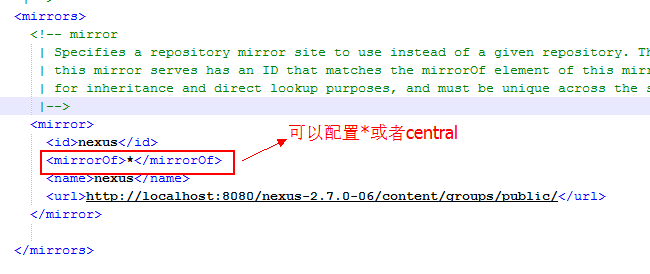 <mirrors>
<!-- mirror
| Specifies a repository mirror site to use instead of a given repository. Th
| this mirror serves has an ID that matches the mirrorOf element of this mirr
| for inheritance and direct lookup purposes, and must be unique across the s
|-->
<mirror>
<id>nexus</id>
<mirrorOf>*</mirrorOf>
可以配置*或者central
<name>nexus</name>
<url>http://localhost:8080/nexus-2.7.0-06/content/groups/public/</url>
</mirror>
</mirrors>